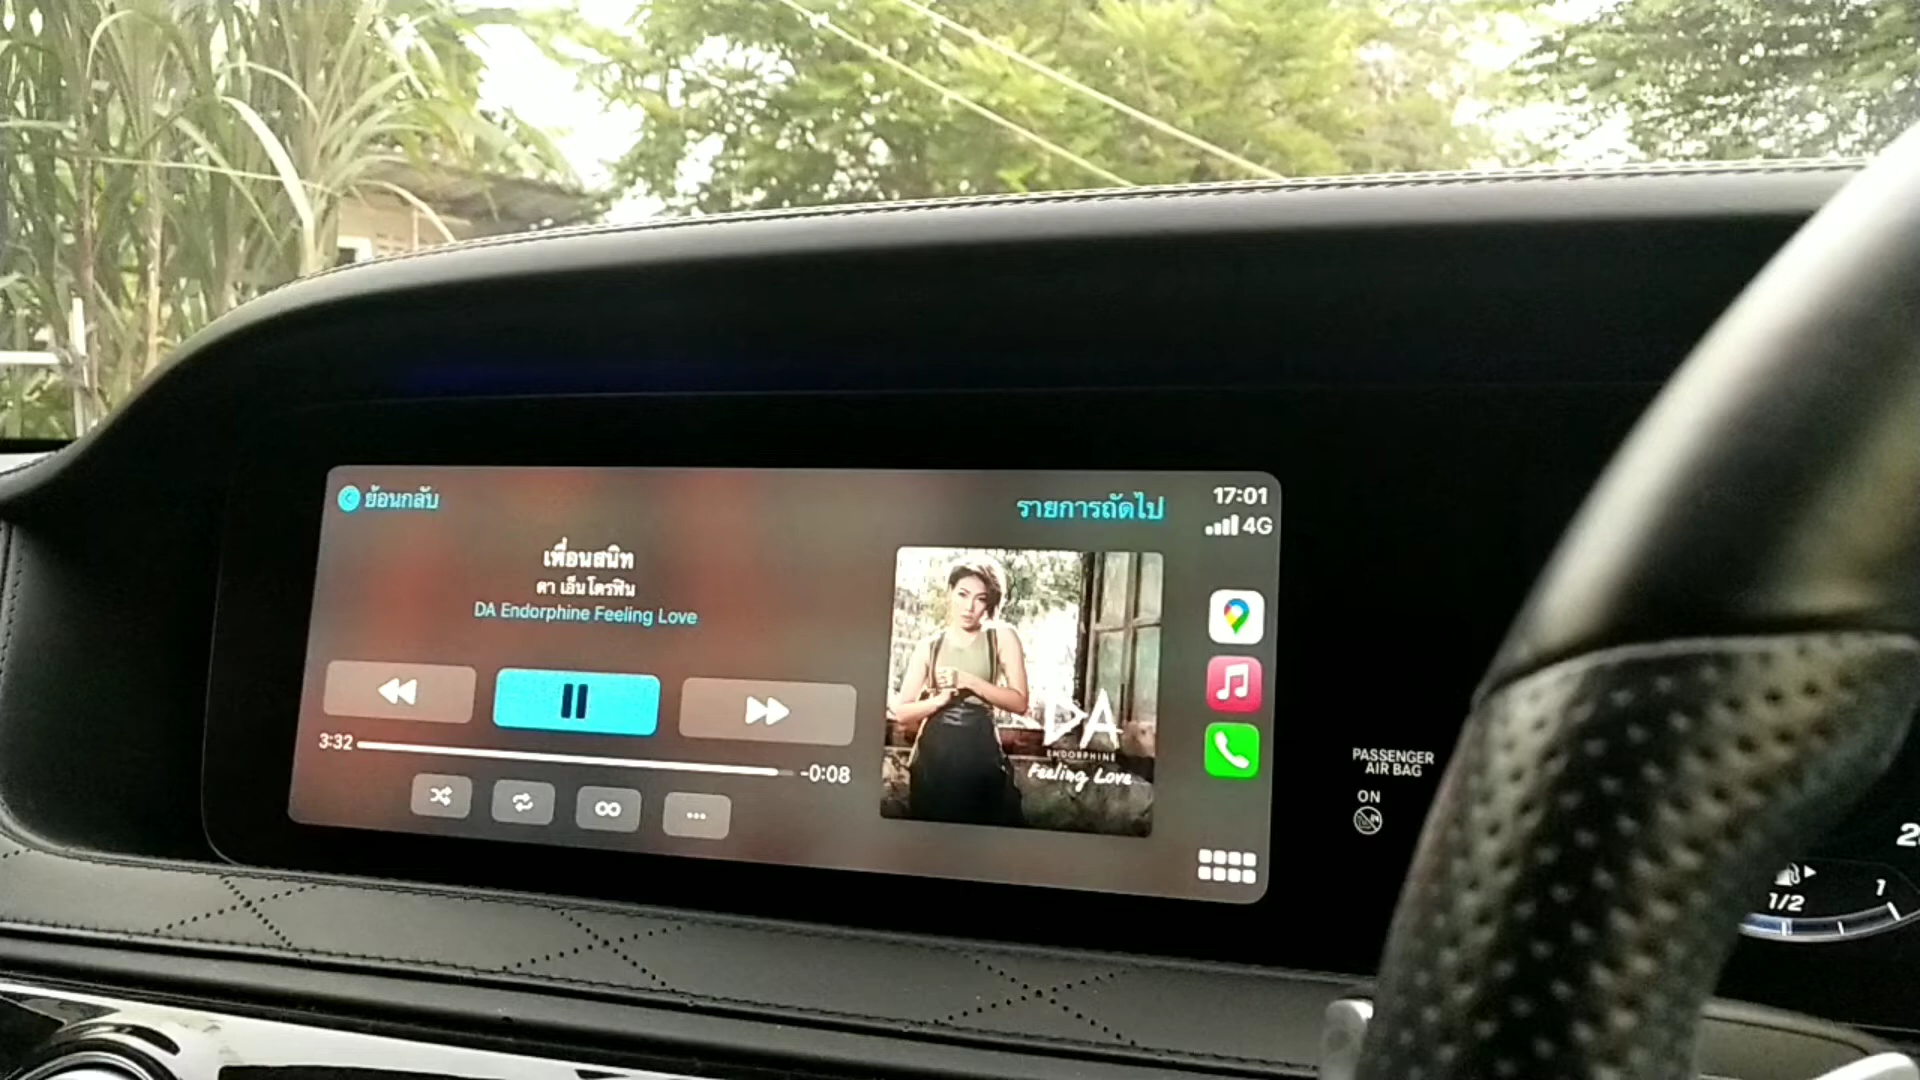 ย้อนกลับ
รายการถัดไป
17:01
4G
เพื่อนสนิท
ดา เอ็นโดรฟิน
DA Endorphine Feeling Love
3:32
-0:08
DA
ENDORPHINE
Feeling Love
PASSENGER
AIR BAG
ON
1/2
1